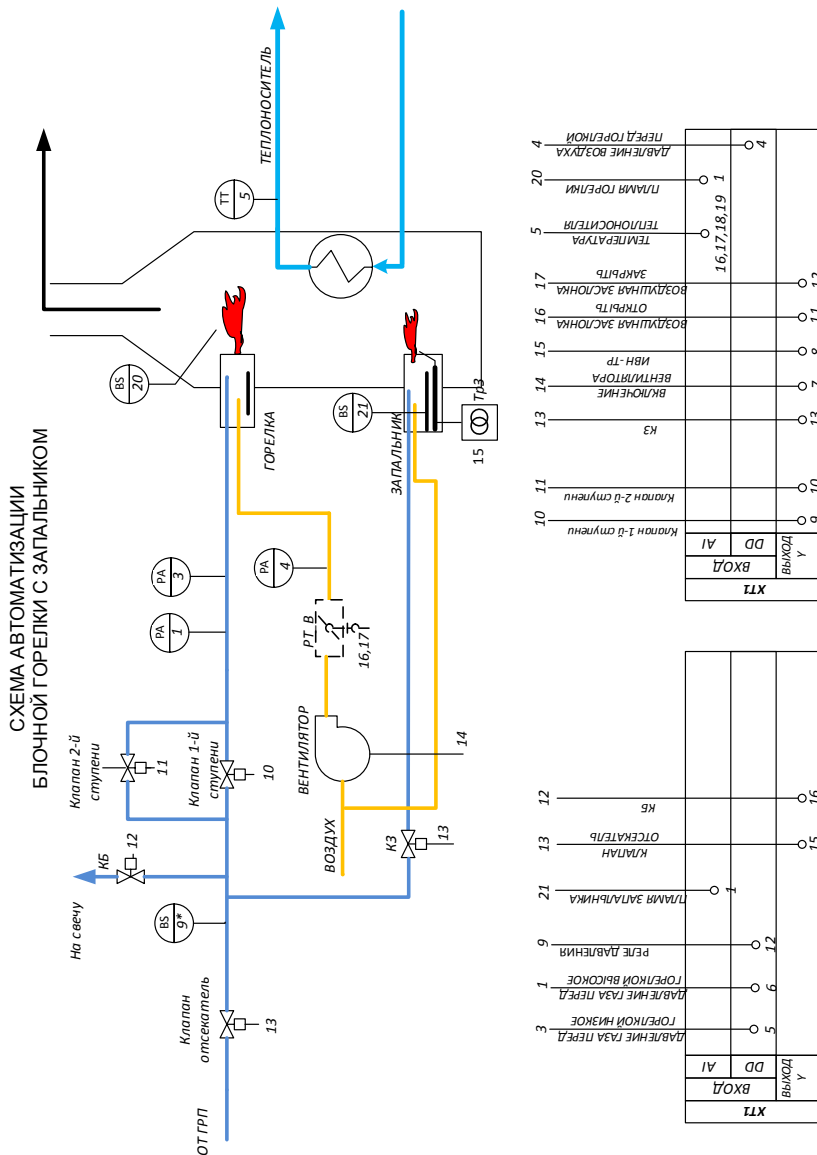 СХЕМА АВТОМАТИЗАЦИИ
БЛОЧНОЙ ГОРЕЛКИ С ЗАПАЛЬНИКОМ
ОТ ГРП
Клапан
отсекатель
13
BS
9*
На свечу
КБ
12
Клапан 2-й
ступени
11
Клапан 1-й
ступени
10
PA
1
PA
3
ГОРЕЛКА
BS
20
ТЕПЛОНОСИТЕЛЬ
TT
5
ВОЗДУХ
ВЕНТИЛЯТОР
14
РТ_В
16,17
PA
4
КЗ
13
ЗАПАЛЬНИК
BS
21
15
Тр3
3
ДАВЛЕНИЕ ГАЗА ПЕРЕД
ГОРЕЛКОЙ НИЗКОЕ
5
1
ДАВЛЕНИЕ ГАЗА ПЕРЕД
ГОРЕЛКОЙ ВЫСОКОЕ
6
9
РЕЛЕ ДАВЛЕНИЯ
12
21
ПЛАМЯ ЗАПАЛЬНИКА
1
13
КЛАПАН
ОТСЕКАТЕЛЬ
15
12
КБ
16
XT1
ВХОД
AI
DD
ВЫХОД
Y
10
Клапан 1-й ступени
9
11
Клапан 2-й ступени
10
13
КЗ
13
14
ВКЛЮЧЕНИЕ
ВЕНТИЛЯТОРА
7
15
ИВН-ТР
8
16
ВОЗДУШНАЯ ЗАСЛОНКА
ОТКРЫТЬ
11
17
ВОЗДУШНАЯ ЗАСЛОНКА
ЗАКРЫТЬ
12
5
ТЕМПЕРАТУРА
ТЕПЛОНОСИТЕЛЯ
16,17,18,19
20
ПЛАМЯ ГОРЕЛКИ
1
4
ДАВЛЕНИЕ ВОЗДУХА
ПЕРЕД ГОРЕЛКОЙ
4
XT1
ВХОД
AI
DD
ВЫХОД
Y